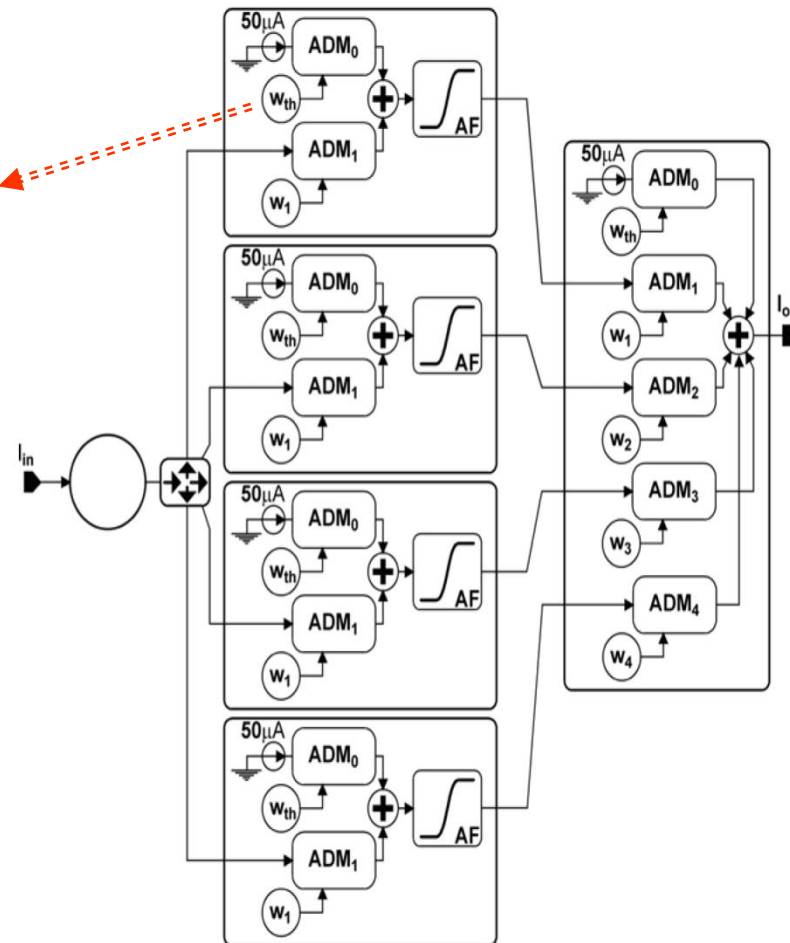 50μA
ADM0
Wth
AF
ADM1
W1
50μA
ADM0
Wth
AF
ADM1
W1
Iin
50μA
ADM0
Wth
AF
ADM1
W1
50μA
ADM0
Wth
AF
ADM1
W1
50μA
ADM0
Wth
ADM1
Io
W1
ADM2
W2
ADM3
W3
ADM4
W4